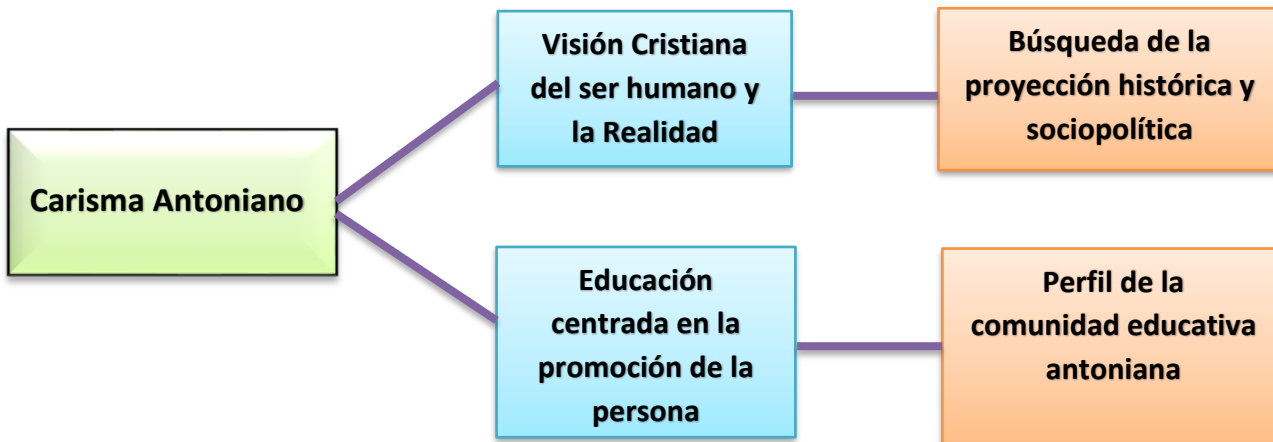 Carisma Antoniano
Visión Cristiana
del ser humano y
la Realidad
Búsqueda de la
proyección histórica y
sociopolítica
Educación
centrada en la
promoción de la
persona
Perfil de la
comunidad educativa
antoniana